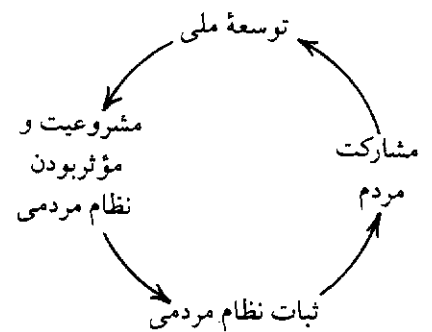 توسعهٔ ملی
مشروعیت و
مؤثربودن
نظام مردمی
مشارکت
مردم
ثبات نظام مردمی